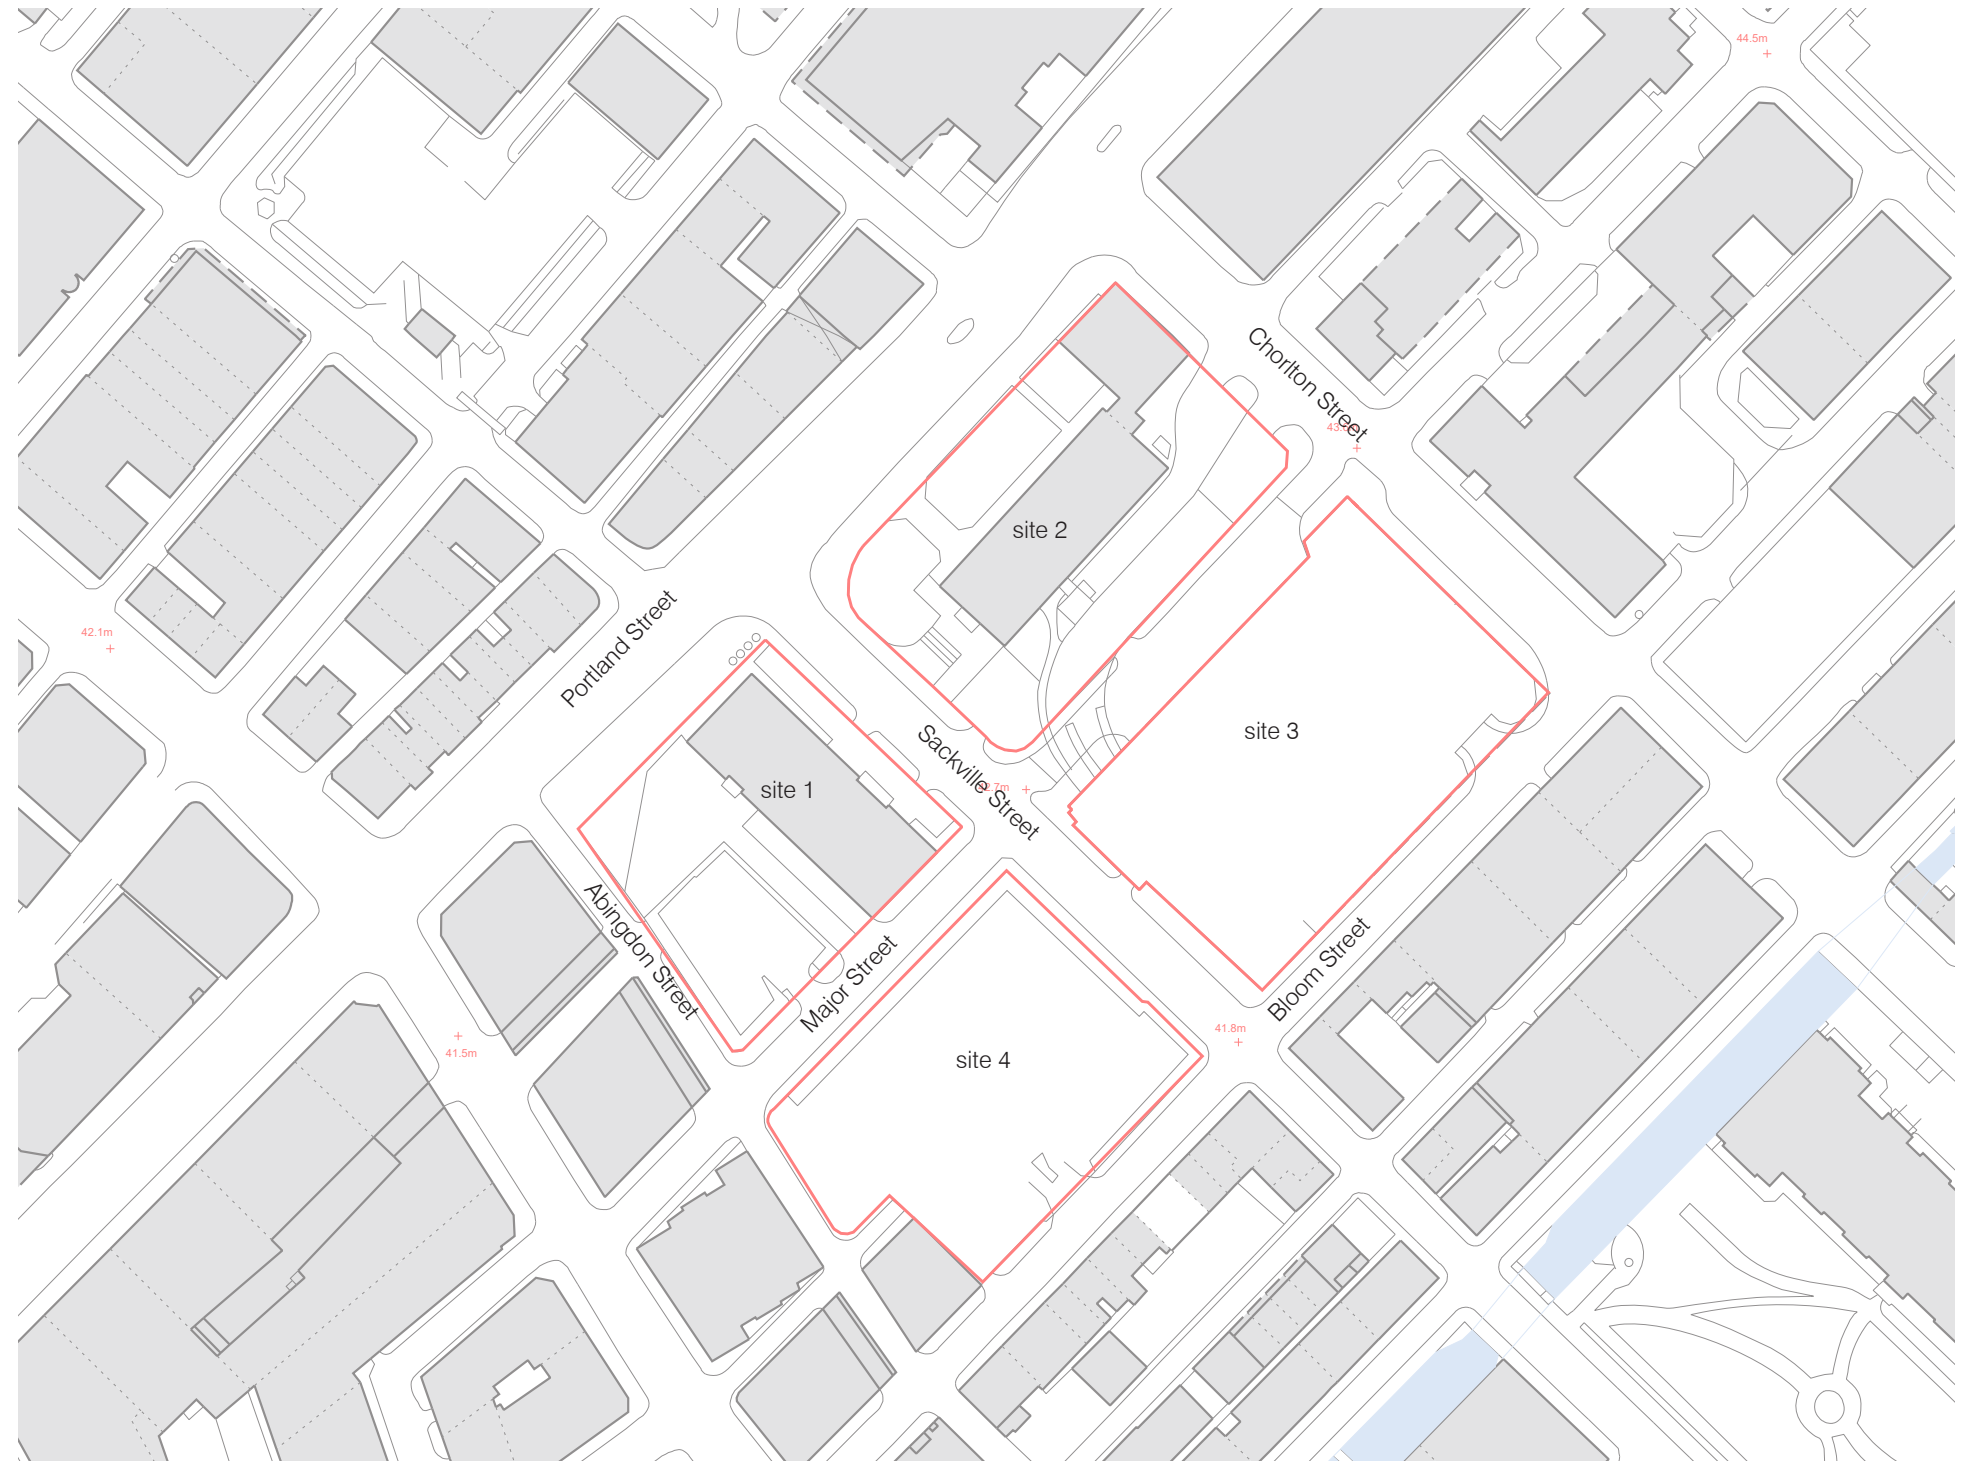 44.5m
Chorlton Street
site 2
Portland Street
42.1m
site 3
Sackville Street
site 1
Abingdon Street
Major Street
Bloom Street
41.8m
41.5m
site 4